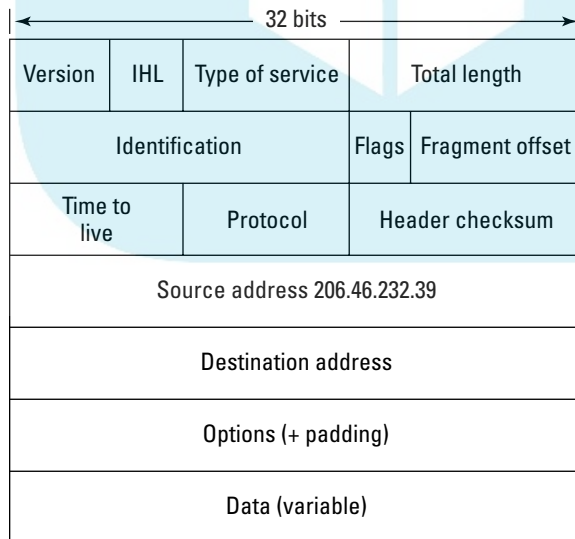 32 bits
Version IHL Type of service Total length
Identification Flags Fragment offset
Time to
live Protocol Header checksum
Source address 206.46.232.39
Destination address
Options (+ padding)
Data (variable)